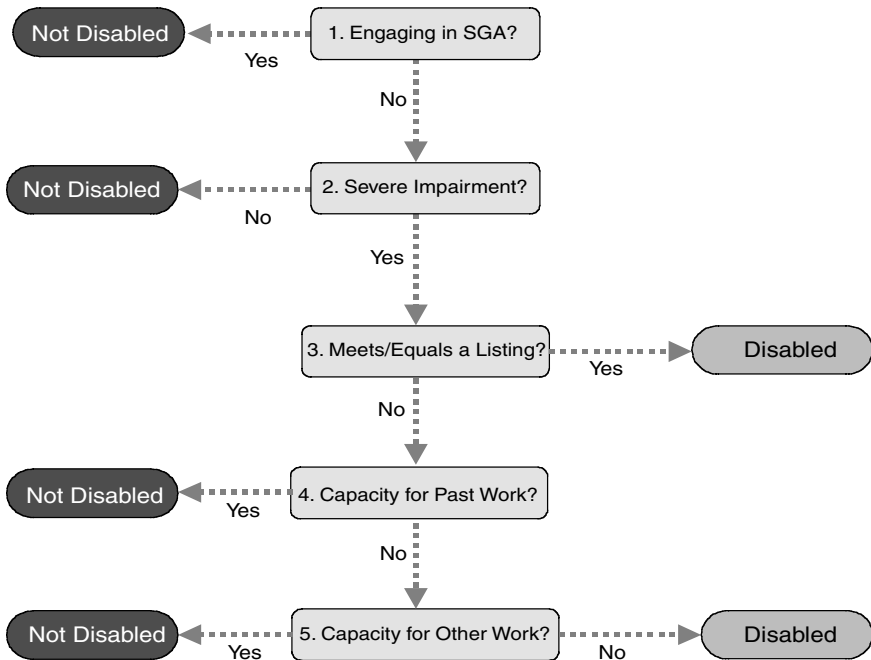 Not Disabled
1. Engaging in SGA?
Yes
No
Not Disabled
2. Severe Impairment?
No
Yes
3. Meets/Equals a Listing?
Disabled
Yes
No
Not Disabled
4. Capacity for Past Work?
Yes
No
Not Disabled
5. Capacity for Other Work?
Disabled
Yes
No